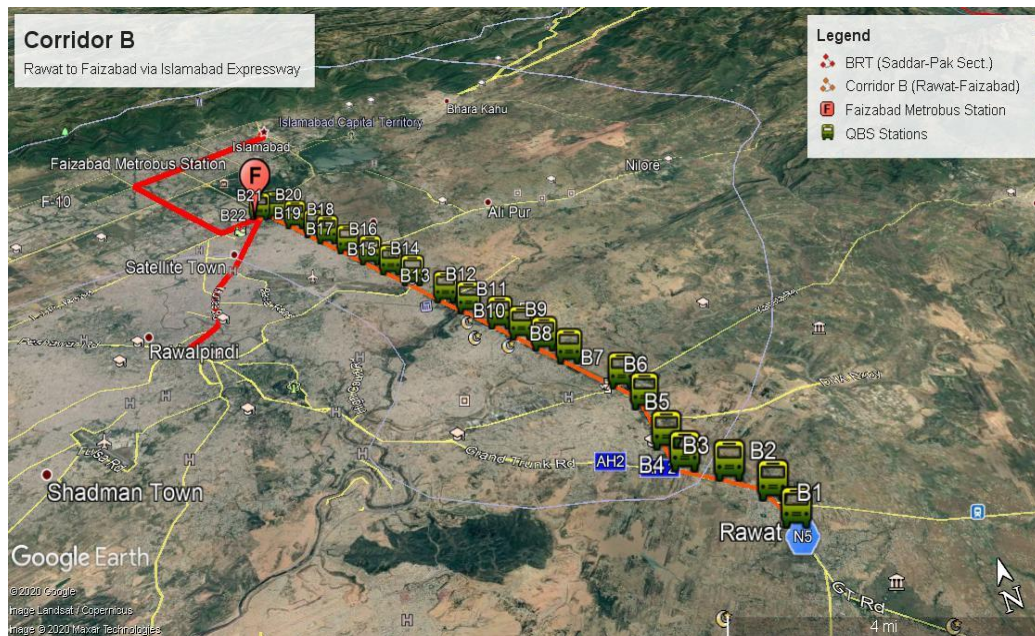 Corridor B
Rawat to Faizabad via Islamabad Expressway
Legend
BRT (Saddar-Pak Sect.)
Corridor B (Rawat-Faizabad)
F Faizabad Metrobus Station
QBS Stations
Bhara Kahu
Islamabad Capital Territory
Islamabad
Faizabad Metrobus Station
Nilore
F
F-10
B21 B20
B22
B19 B18
Ali Pur
B17 B16
B15 B14
Satellite Town
B13 B12
B11
B10 B9
B8
Rawalpindi
B7 B6
B5
B3
B4
B2
Grand Trunk Rd
AH2
B1
Shadman Town
Rawat
N5
Google Earth
GT Rd
© 2020 Google
Image Landsat / Copernicus
Image © 2020 Maxar Technologies
4 mi
N